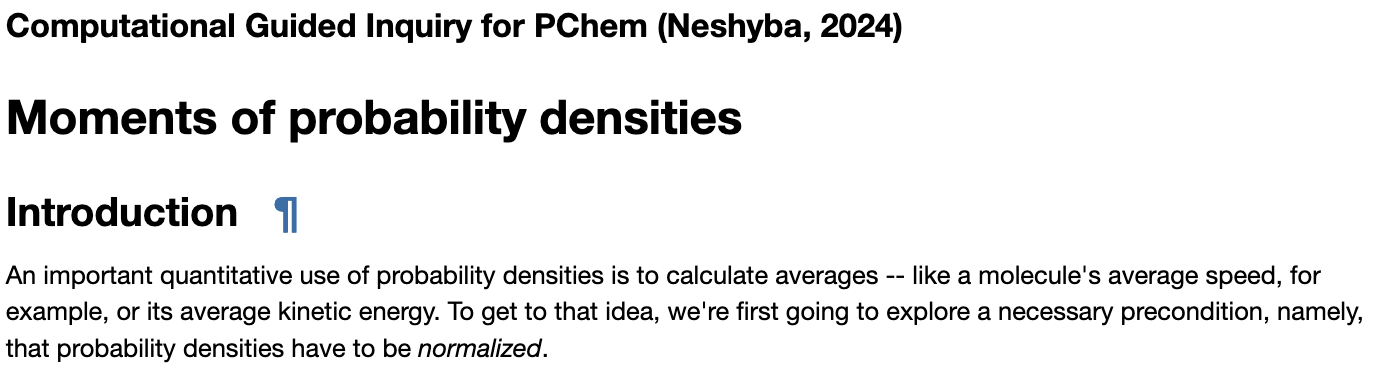 Computational Guided Inquiry for PChem (Neshyba, 2024)
Moments of probability densities
Introduction ¶
An important quantitative use of probability densities is to calculate averages -- like a molecule's average speed, for
example, or its average kinetic energy. To get to that idea, we're first going to explore a necessary precondition, namely,
that probability densities have to be normalized.